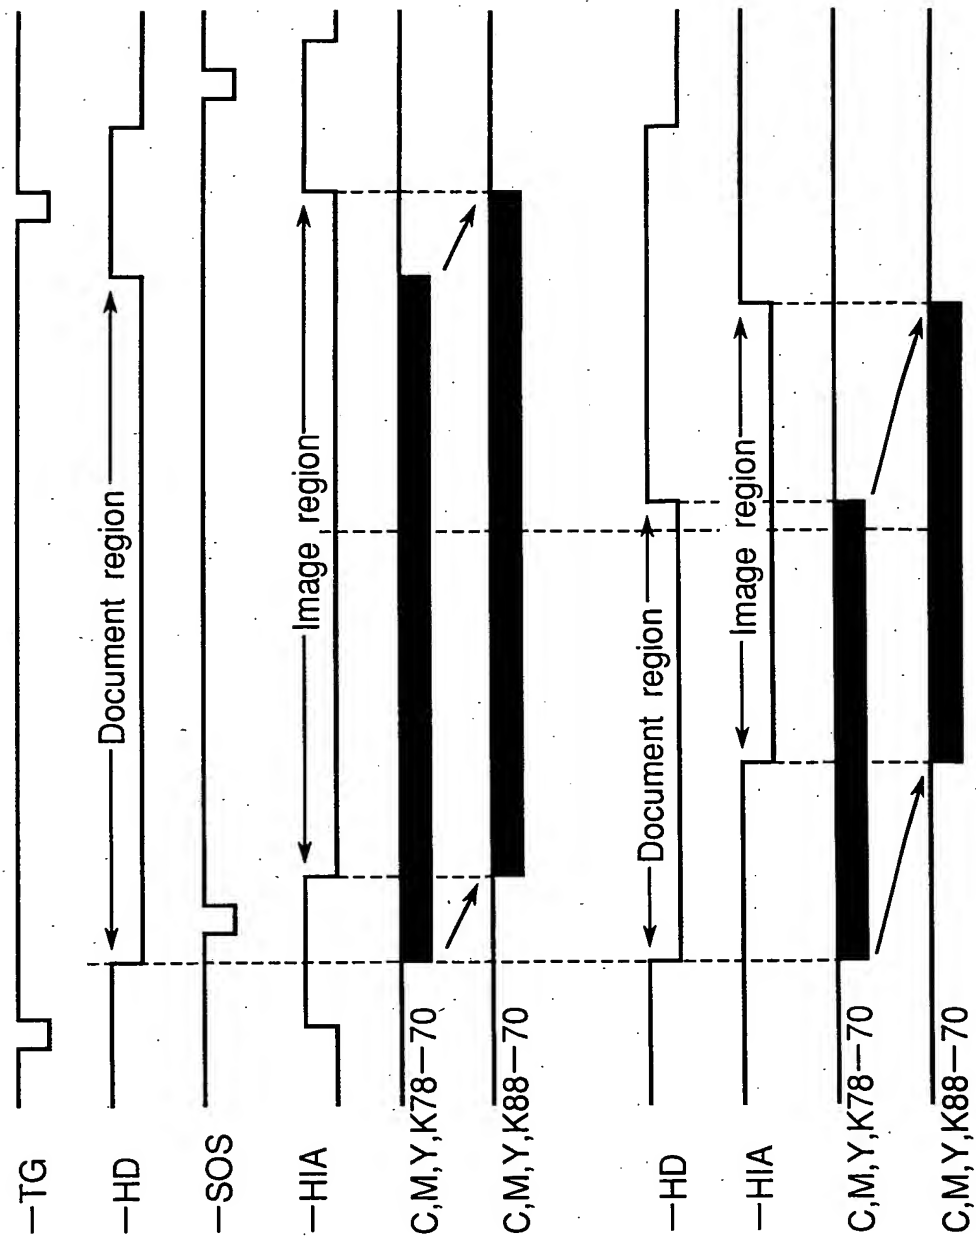 —TG
—HD
Document region
—SOS
—HIA
Image region
C,M,Y,K78—70
C,M,Y,K88—70
—HD
Document region
—HIA
Image region
C,M,Y,K78—70
C,M,Y,K88—70